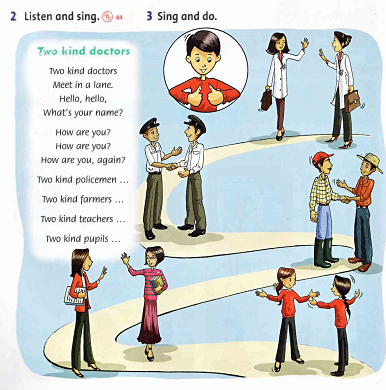 2 Listen and sing. 44 3 Sing and do.
Two kind doctors
Two kind doctors
Meet in a lane.
Hello, hello,
What's your name?
How are you?
How are you?
How are you, again?
Two kind policemen ...
Two kind farmers ...
Two kind teachers ...
Two kind pupils ...